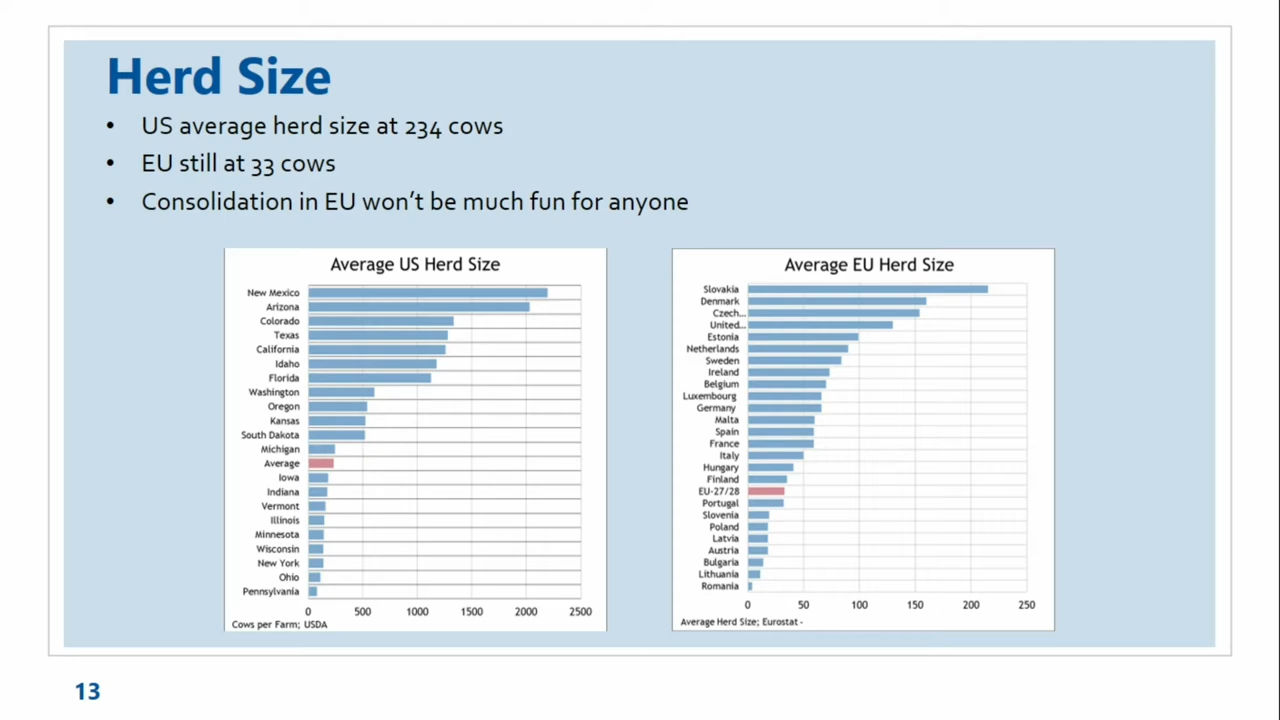 Herd Size
• US average herd size at 234 cows
• EU still at 33 cows
• Consolidation in EU won't be much fun for anyone
Average US Herd Size
New Mexico
Arizona
Colorado
Texas
California
Idaho
Florida
Washington
Oregon
Kansas
South Dakota
Michigan
Average
Iowa
Indiana
Vermont
Illinois
Minnesota
Wisconsin
New York
Ohio
Pennsylvania
0 500 1000 1500 2000 2500
Cows per Farm; USDA
Average EU Herd Size
Slovakia
Denmark
Czech...
United...
Estonia
Netherlands
Sweden
Ireland
Belgium
Luxembourg
Germany
Malta
Spain
France
Italy
Hungary
Finland
EU-27/28
Portugal
Slovenia
Poland
Latvia
Austria
Bulgaria
Lithuania
Romania
0 50 100 150 200 250
Average Herd Size; Eurostat -
13